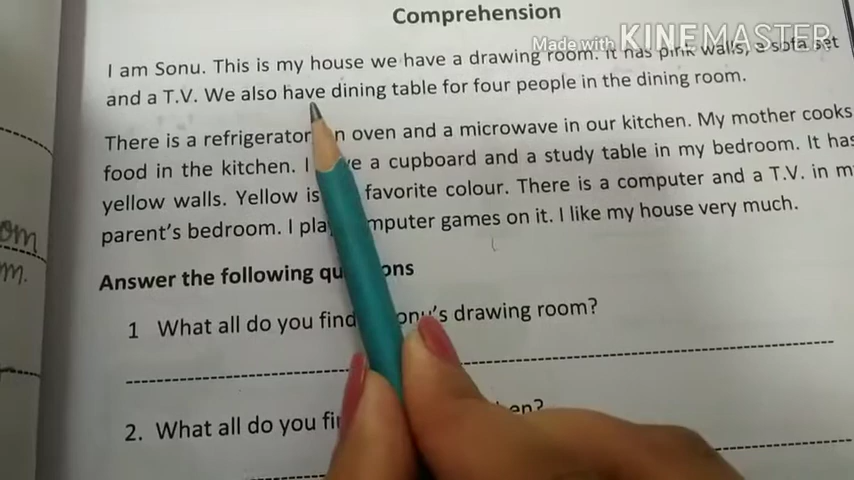 Comprehension
Made with KINEMASTER
I am Sonu. This is my house we have a drawing room. It has pink walls, a sofa set
and a T.V. We also have dining table for four people in the dining room.
There is a refrigerator n oven and a microwave in our kitchen. My mother cooks
food in the kitchen. I ve a cupboard and a study table in my bedroom. It has
yellow walls. Yellow is favorite colour. There is a computer and a T.V. in m
parent's bedroom. I play mputer games on it. I like my house very much.
Answer the following qu ons
1 What all do you find onu's drawing room?
2. What all do you fi en?
om
m.